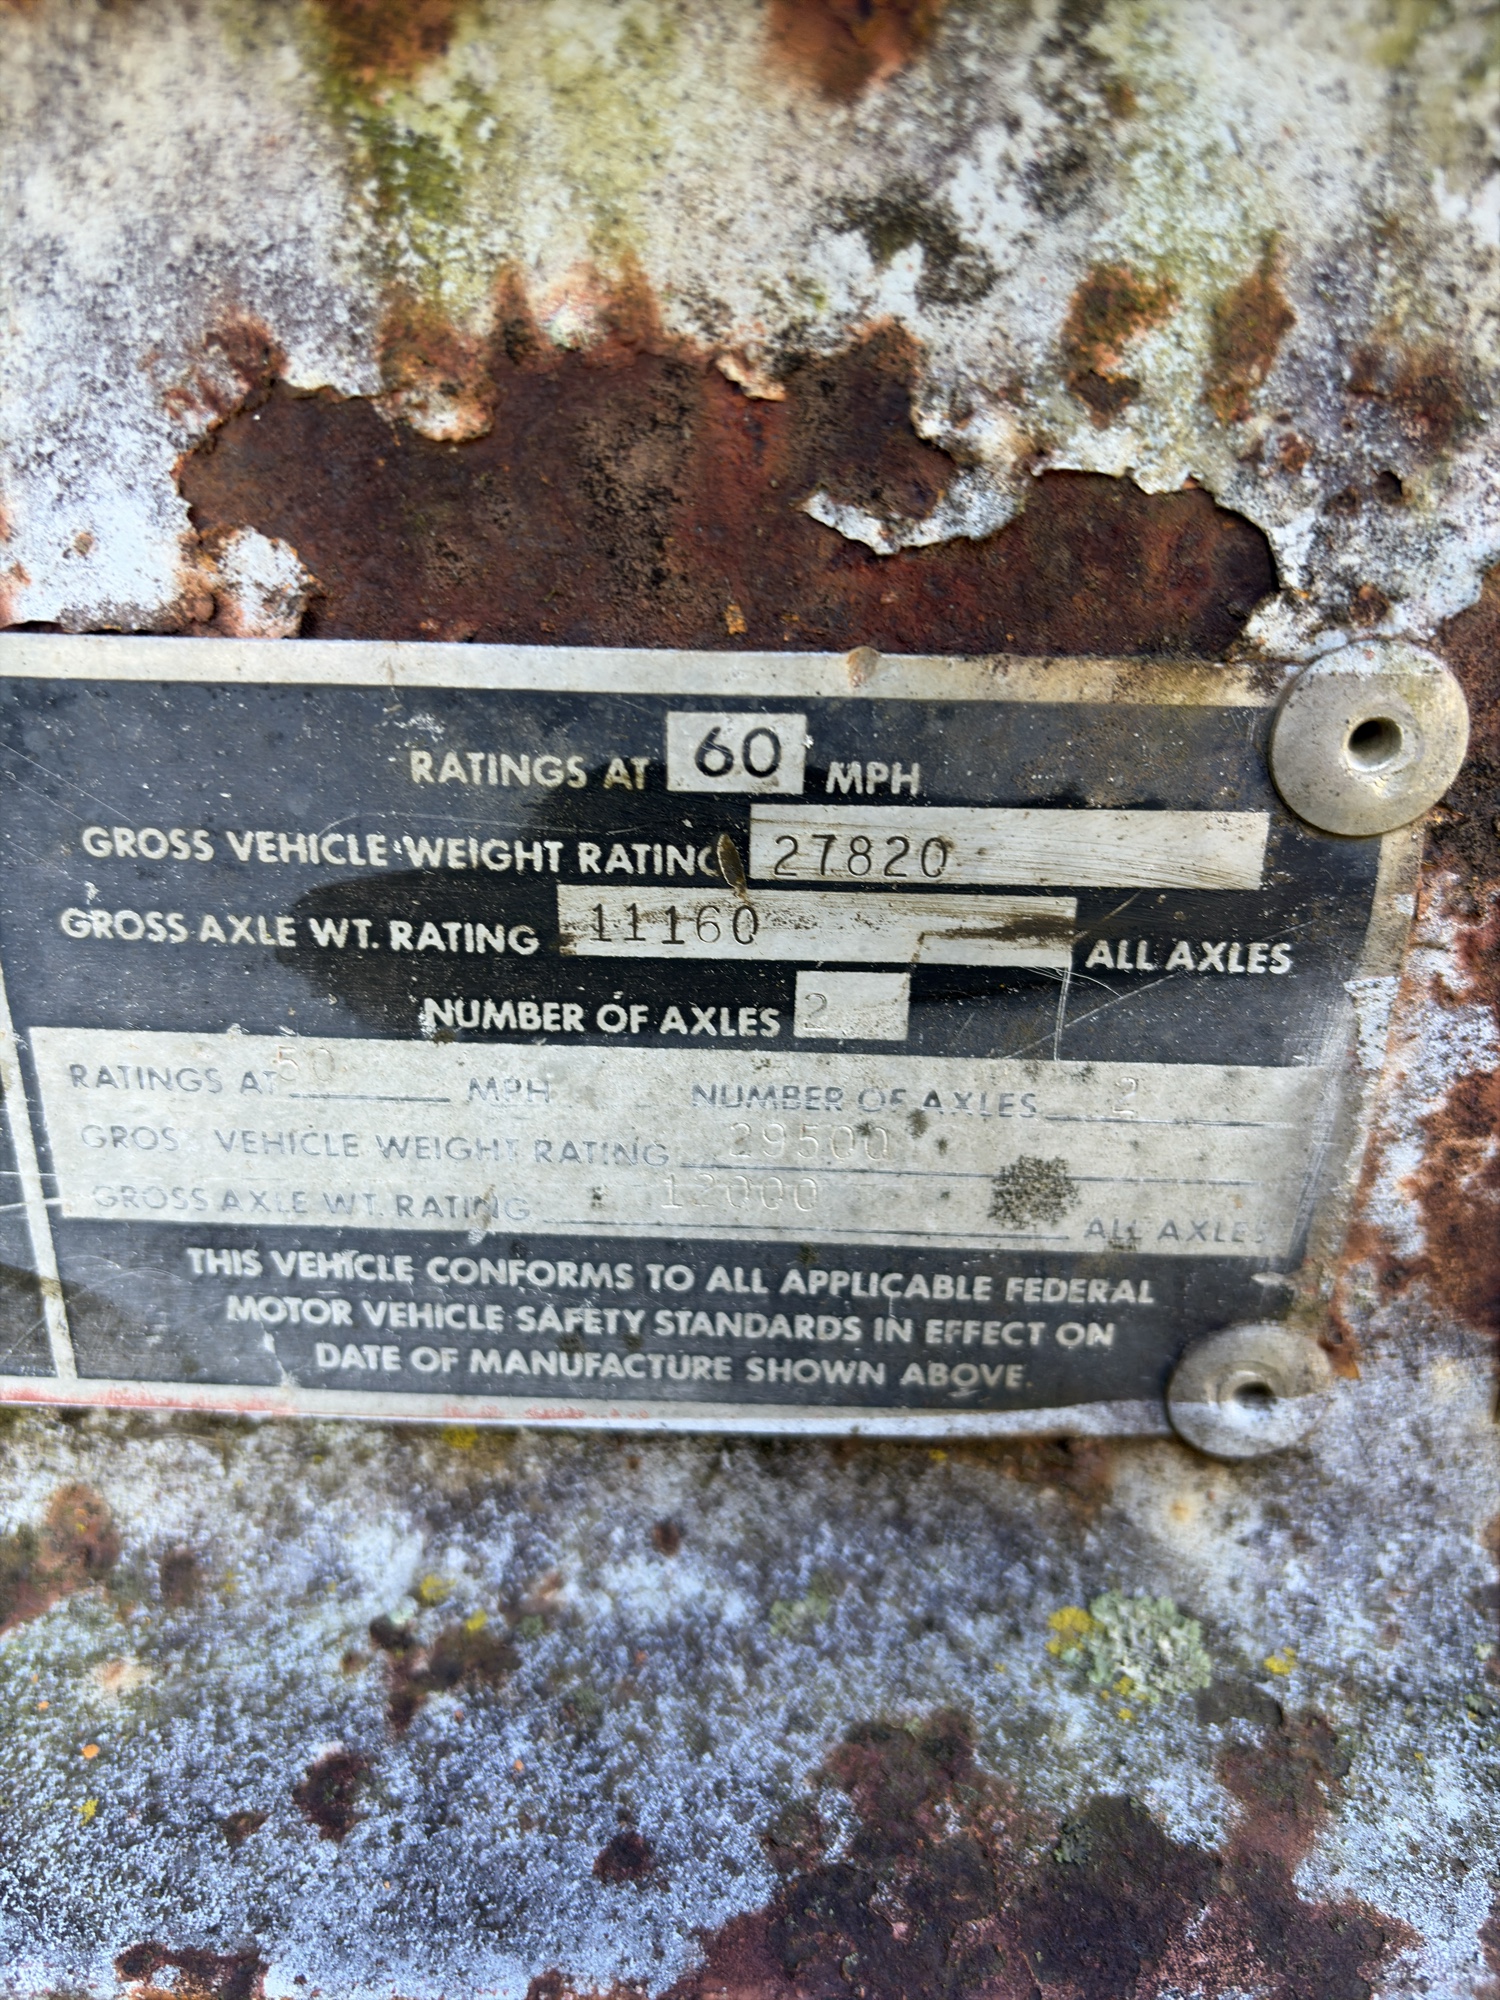 RATINGS AT 60 MPH
GROSS VEHICLE WEIGHT RATING 27820
GROSS AXLE WT. RATING 11160 ALL AXLES
NUMBER OF AXLES 2
RATINGS AT 50 MPH NUMBER OF AXLES 2
GROS VEHICLE WEIGHT RATING 29500
GROSS AXLE WT. RATING 12000 ALL AXLES
THIS VEHICLE CONFORMS TO ALL APPLICABLE FEDERAL
MOTOR VEHICLE SAFETY STANDARDS IN EFFECT ON
DATE OF MANUFACTURE SHOWN ABOVE.